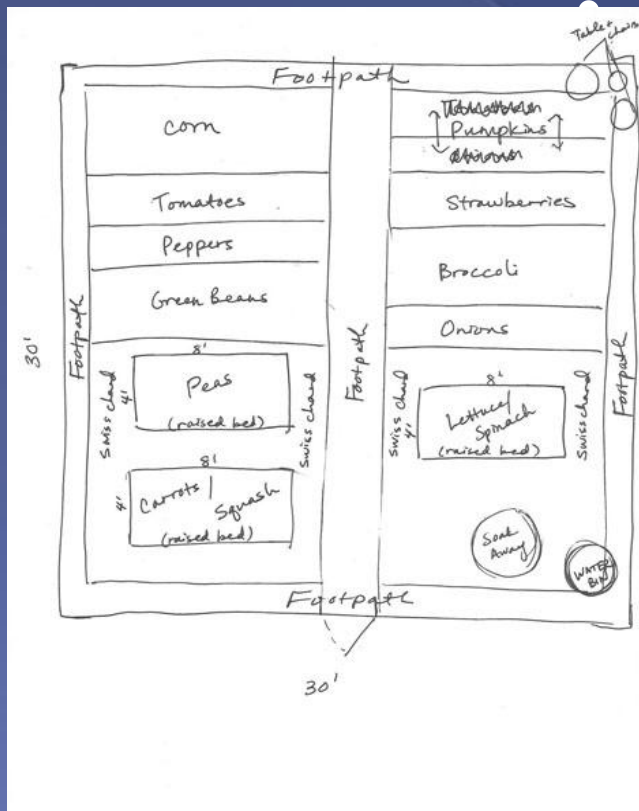 Table +
chairs
Footpath
Corn
Pumpkins
Tomatoes
Strawberries
Peppers
Broccoli
Green Beans
Onions
30'
Footpath
Footpath
Footpath
8'
4'
Peas
(raised bed)
Swiss chard
Swiss chard
8'
4'
Carrots |
Squash
(raised bed)
8'
4'
Lettuce/
Spinach
(raised bed)
Swiss chard
Swiss chard
Soak
Away
WATER
BIN
Footpath
30'